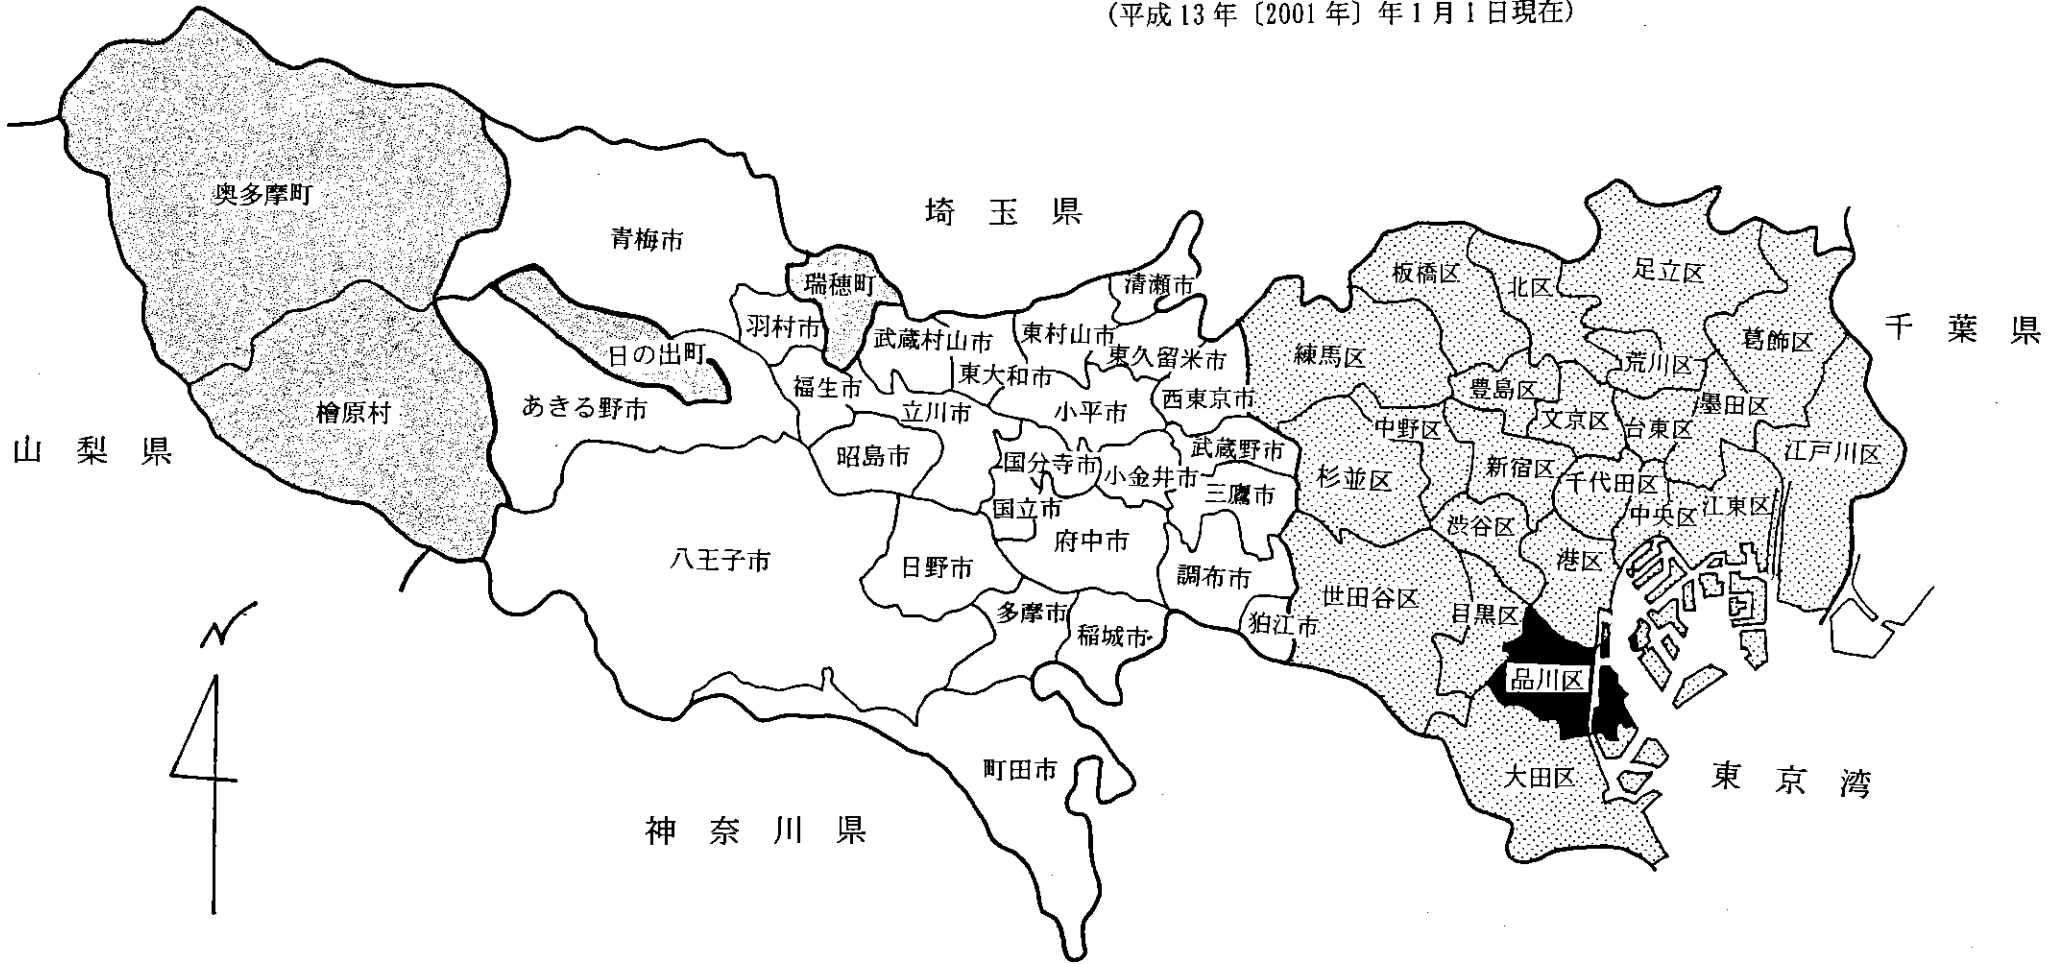 (平成13年〔2001年〕年1月1日現在)
奥多摩町
青梅市
埼玉県
瑞穂町
清瀬市
板橋区
北区
足立区
羽村市
武蔵村山市
東村山市
東久留米市
練馬区
荒川区
葛飾区
千葉県
日の出町
福生市
東大和市
豊島区
檜原村
あきる野市
立川市
小平市
西東京市
中野区
文京区
台東区
墨田区
山梨県
昭島市
国分寺市
小金井市
武蔵野市
杉並区
新宿区
千代田区
江戸川区
三鷹市
国立市
渋谷区
中央区
江東区
八王子市
日野市
府中市
調布市
港区
多摩市
稲城市
狛江市
世田谷区
目黒区
品川区
町田市
大田区
東京湾
神奈川県
N